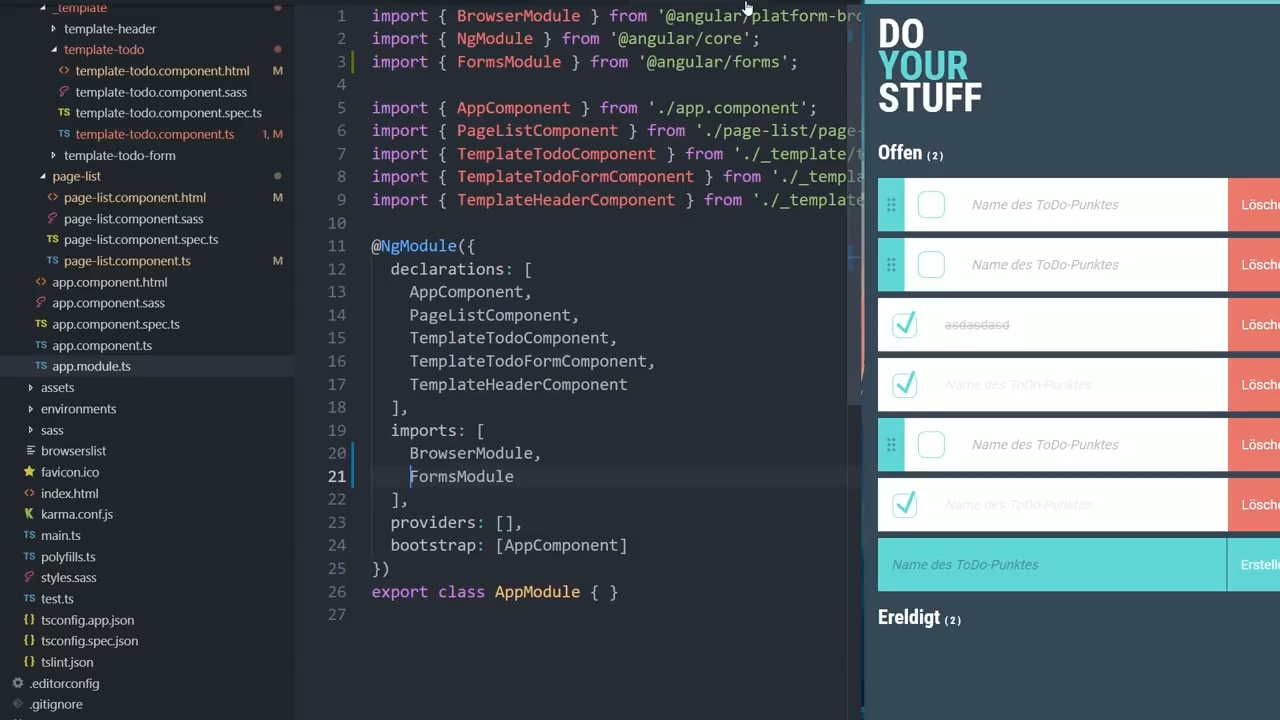 _template
template-header
template-todo
template-todo.component.html M
template-todo.component.sass
template-todo.component.spec.ts
template-todo.component.ts 1, M
template-todo-form
page-list
page-list.component.html M
page-list.component.sass
page-list.component.spec.ts
page-list.component.ts M
app.component.html
app.component.sass
app.component.spec.ts
app.component.ts
app.module.ts
assets
environments
sass
browserslist
favicon.ico
index.html
karma.conf.js
main.ts
polyfills.ts
styles.sass
test.ts
tsconfig.app.json
tsconfig.spec.json
tslint.json
.editorconfig
.gitignore
1 import { BrowserModule } from '@angular/platform-bro
2 import { NgModule } from '@angular/core';
3 import { FormsModule } from '@angular/forms';
4
5 import { AppComponent } from './app.component';
6 import { PageListComponent } from './page-list/page-
7 import { TemplateTodoComponent } from './_template/t
8 import { TemplateTodoFormComponent } from './_templa
9 import { TemplateHeaderComponent } from './_template
10
11 @NgModule({
12 declarations: [
13 AppComponent,
14 PageListComponent,
15 TemplateTodoComponent,
16 TemplateTodoFormComponent,
17 TemplateHeaderComponent
18 ],
19 imports: [
20 BrowserModule,
21 FormsModule
22 ],
23 providers: [],
24 bootstrap: [AppComponent]
25 })
26 export class AppModule { }
27
DO
YOUR
STUFF
Offen (2)
Name des ToDo-Punktes Lösche
Name des ToDo-Punktes Lösche
asdasdasd Lösche
Name des ToDo-Punktes Lösche
Name des ToDo-Punktes Lösche
Name des ToDo-Punktes Lösche
Name des ToDo-Punktes Erstelle
Ereldigt (2)